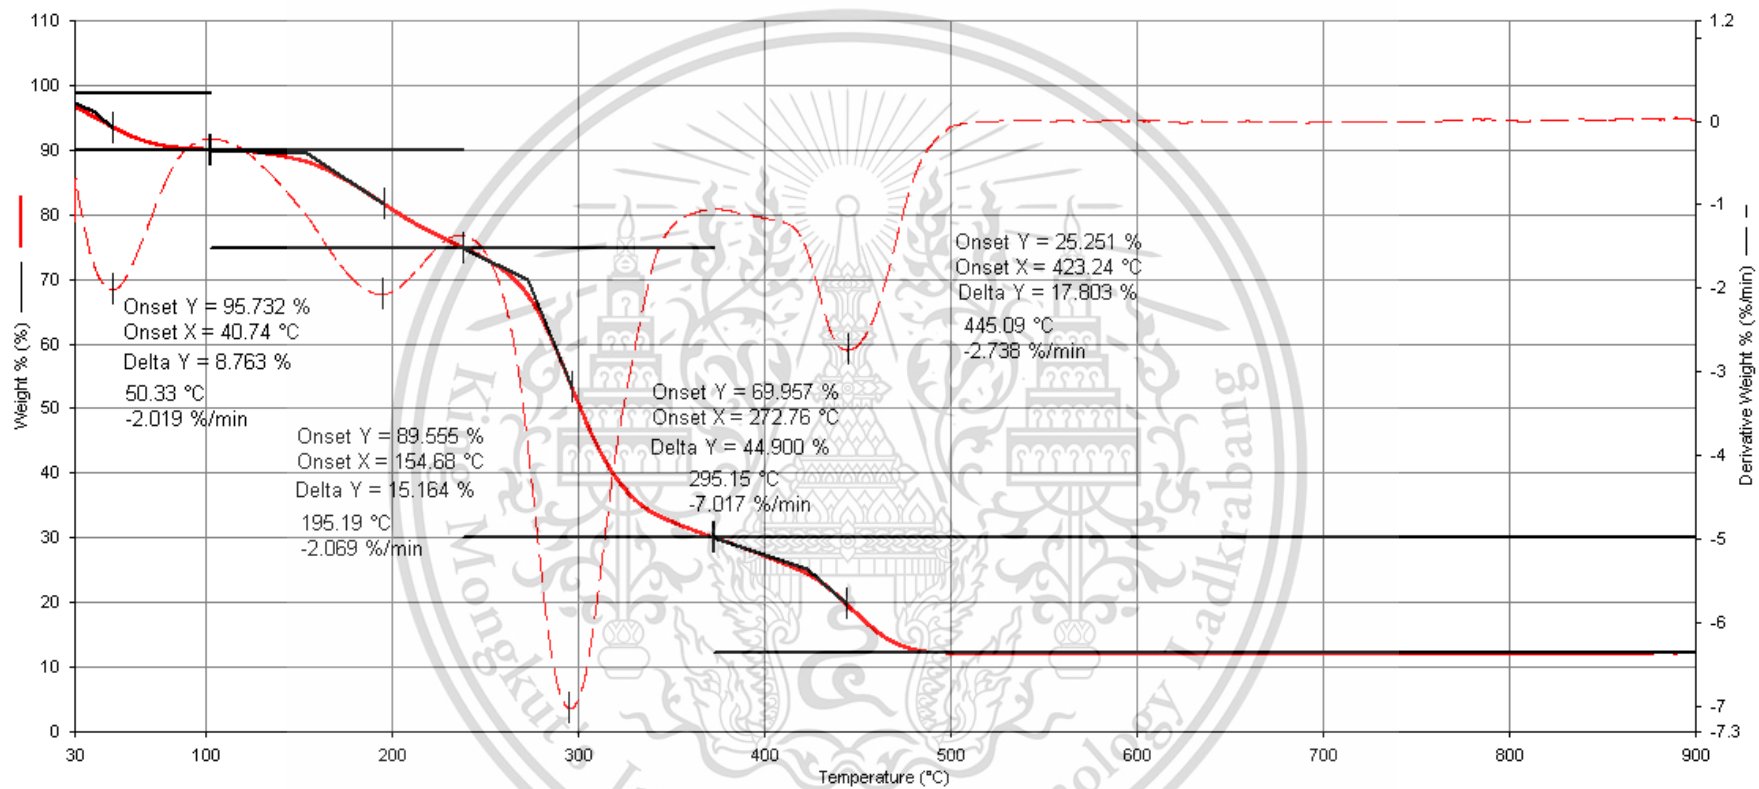 110
100
90
80
70
60
50
40
30
20
10
0
Weight % (%)
1.2
0
-1
-2
-3
-4
-5
-6
-7
-7.3
Derivative Weight % (%/min)
Onset Y = 95.732 %
Onset X = 40.74 °C
Delta Y = 8.763 %
50.33 °C
-2.019 %/min
Onset Y = 89.555 %
Onset X = 154.68 °C
Delta Y = 15.164 %
195.19 °C
-2.069 %/min
Onset Y = 69.957 %
Onset X = 272.76 °C
Delta Y = 44.900 %
295.15 °C
-7.017 %/min
Onset Y = 25.251 %
Onset X = 423.24 °C
Delta Y = 17.803 %
445.09 °C
-2.738 %/min
30 100 200 300 400 500 600 700 800 900
Temperature (°C)
Mongkut's
Ladkrabang